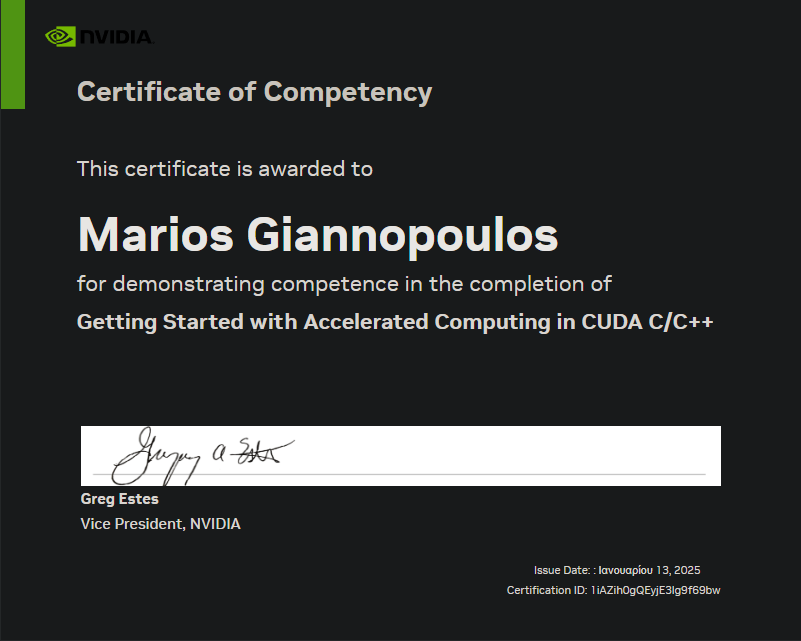 NVIDIA.
Certificate of Competency
This certificate is awarded to
Marios Giannopoulos
for demonstrating competence in the completion of
Getting Started with Accelerated Computing in CUDA C/C++
Gregory A Estes
Greg Estes
Vice President, NVIDIA
Issue Date: : Ιανουαρίου 13, 2025
Certification ID: 1iAZih0gQEyjE3Ig9f69bw